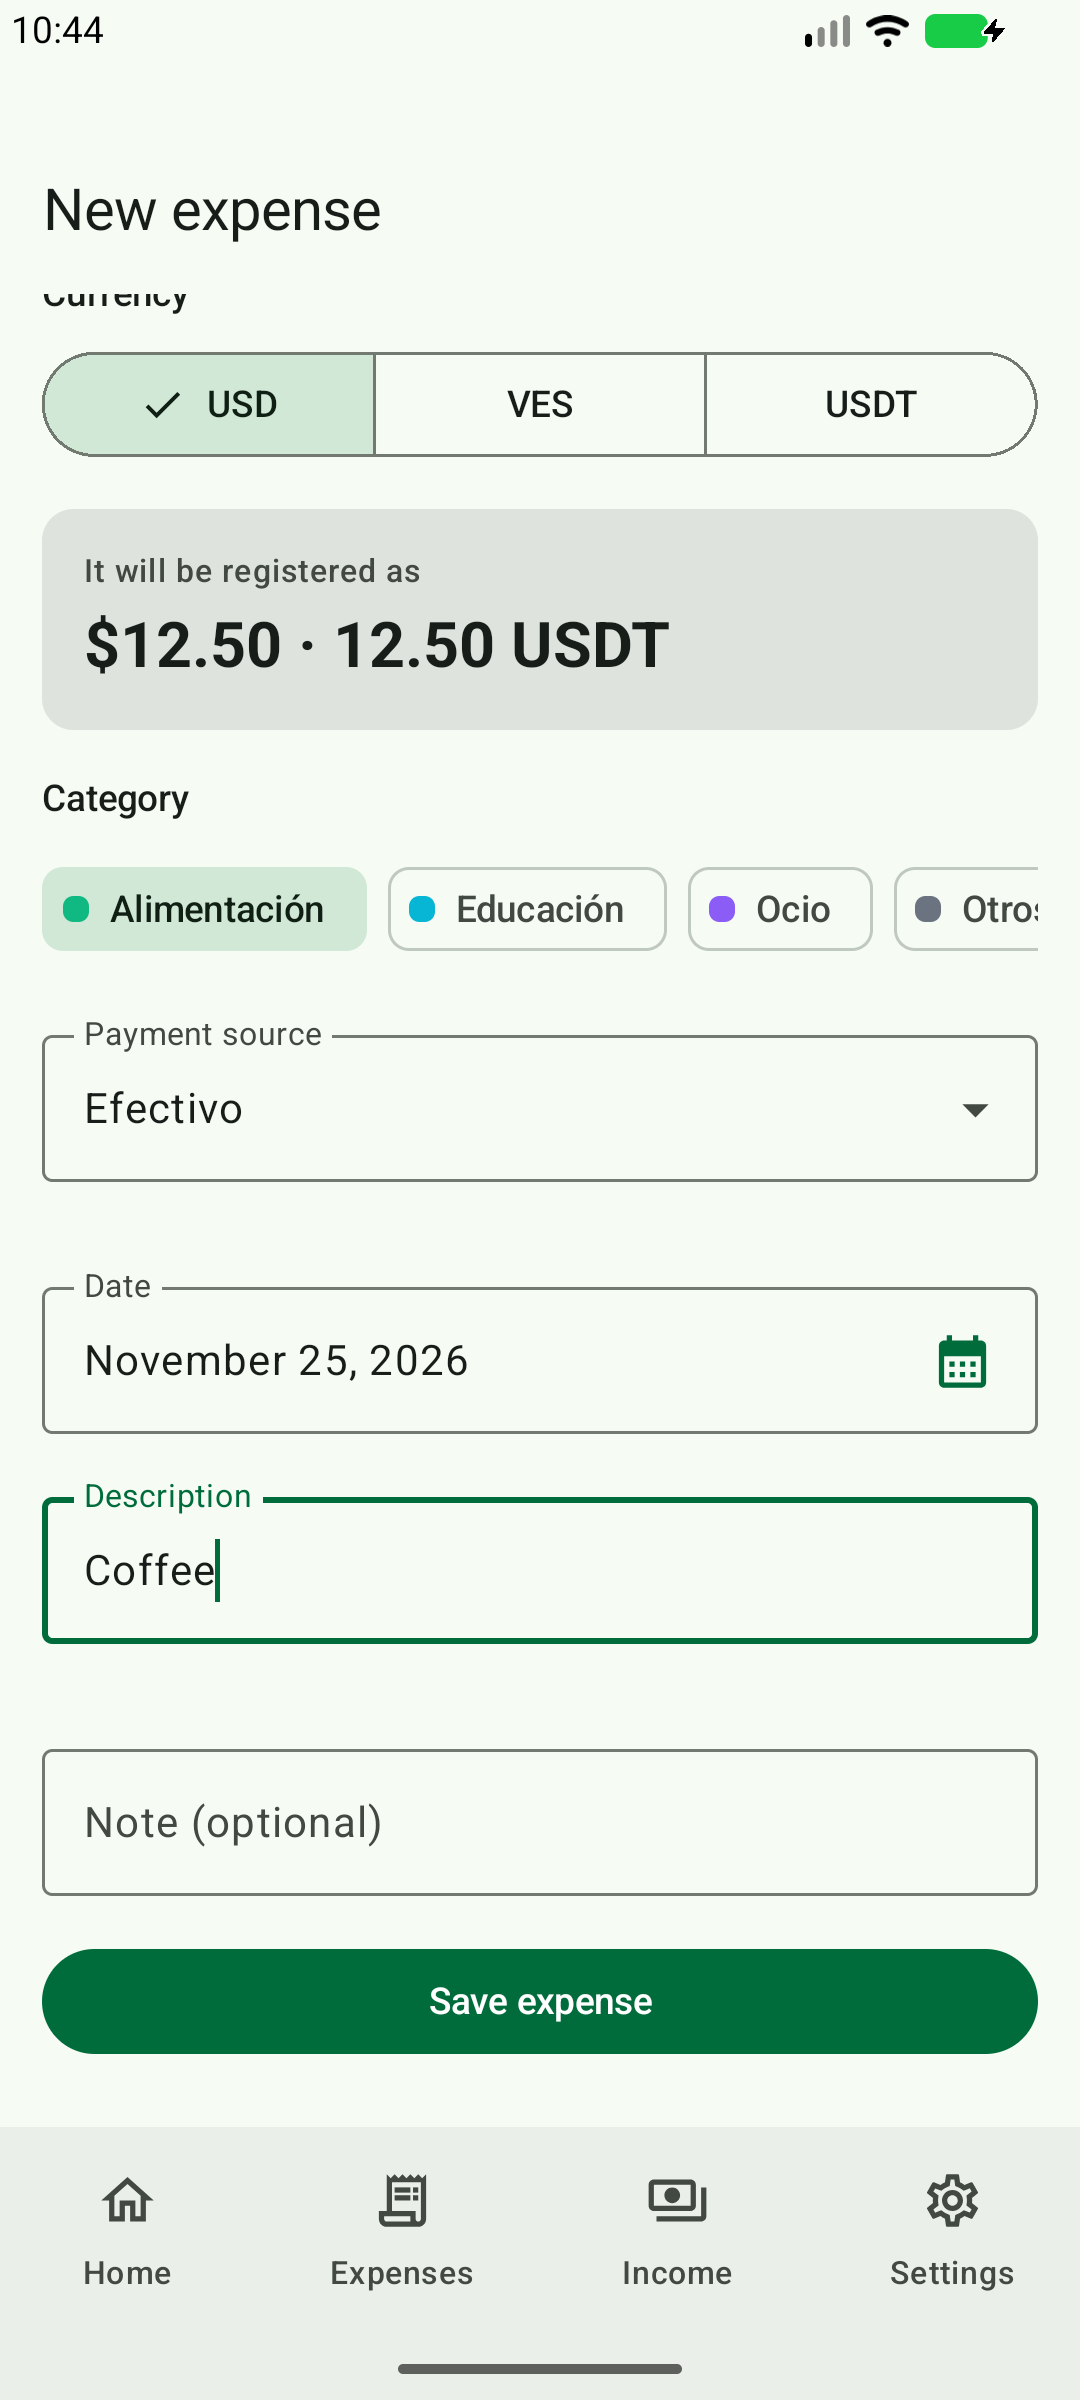 10:44
New expense
Currency
USD
VES
USDT
It will be registered as
$12.50 · 12.50 USDT
Category
Alimentación
Educación
Ocio
Otros
Payment source
Efectivo
Date
November 25, 2026
Description
Coffee
Note (optional)
Save expense
Home
Expenses
Income
Settings